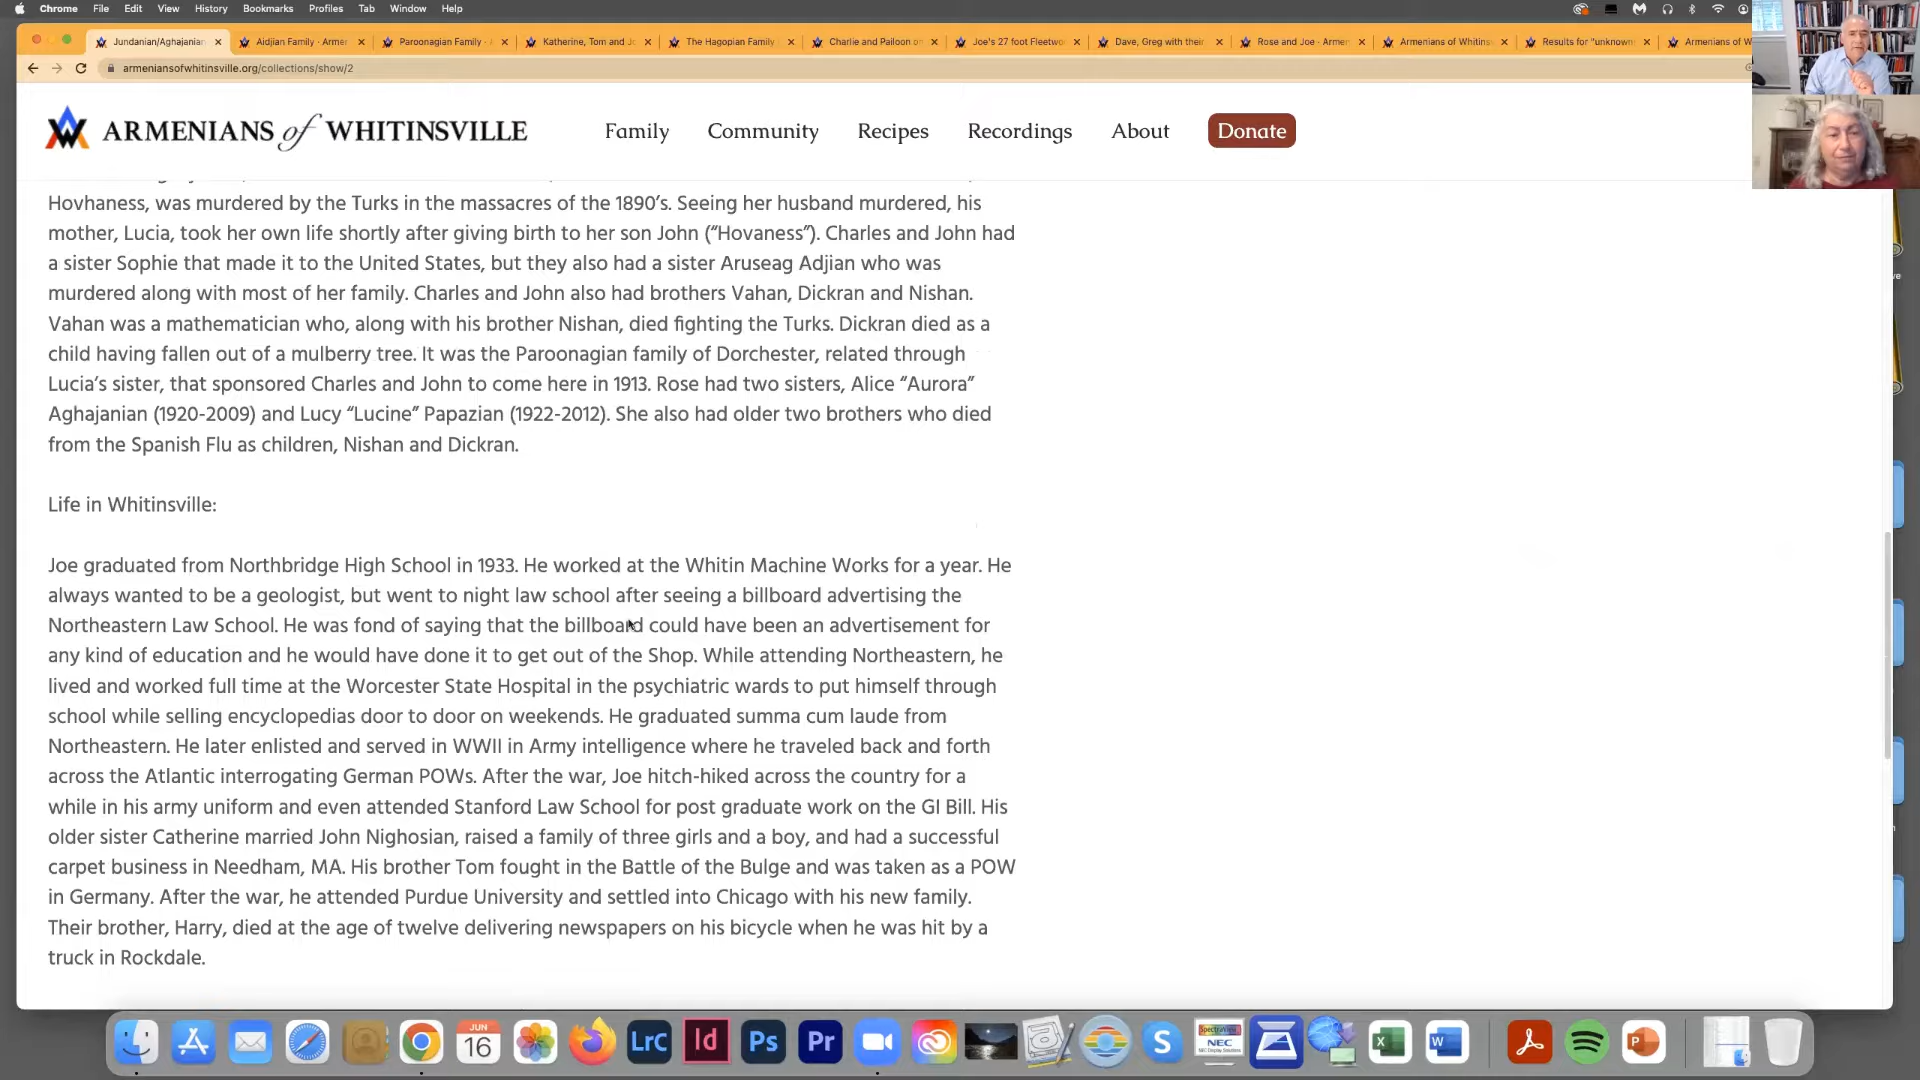 Chrome File Edit View History Bookmarks Profiles Tab Window Help
Jundanian/Aghajanian Aidjian Family - Armen Paroonagian Family - A Katherine, Tom and Jo The Hagopian Family Charlie and Pailoon on Joe's 27 foot Fleetwo Dave, Greg with their Rose and Joe - Armen Armenians of Whitins Results for "unknown Armenians of W
armeniansofwhitinsville.org/collections/show/2
ARMENIANS of WHITINSVILLE Family Community Recipes Recordings About Donate
Hovhaness, was murdered by the Turks in the massacres of the 1890's. Seeing her husband murdered, his
mother, Lucia, took her own life shortly after giving birth to her son John (“Hovaness”). Charles and John had
a sister Sophie that made it to the United States, but they also had a sister Aruseag Adjian who was
murdered along with most of her family. Charles and John also had brothers Vahan, Dickran and Nishan.
Vahan was a mathematician who, along with his brother Nishan, died fighting the Turks. Dickran died as a
child having fallen out of a mulberry tree. It was the Paroonagian family of Dorchester, related through
Lucia's sister, that sponsored Charles and John to come here in 1913. Rose had two sisters, Alice “Aurora”
Aghajanian (1920-2009) and Lucy “Lucine” Papazian (1922-2012). She also had older two brothers who died
from the Spanish Flu as children, Nishan and Dickran.
Life in Whitinsville:
Joe graduated from Northbridge High School in 1933. He worked at the Whitin Machine Works for a year. He
always wanted to be a geologist, but went to night law school after seeing a billboard advertising the
Northeastern Law School. He was fond of saying that the billboard could have been an advertisement for
any kind of education and he would have done it to get out of the Shop. While attending Northeastern, he
lived and worked full time at the Worcester State Hospital in the psychiatric wards to put himself through
school while selling encyclopedias door to door on weekends. He graduated summa cum laude from
Northeastern. He later enlisted and served in WWII in Army intelligence where he traveled back and forth
across the Atlantic interrogating German POWs. After the war, Joe hitch-hiked across the country for a
while in his army uniform and even attended Stanford Law School for post graduate work on the GI Bill. His
older sister Catherine married John Nighosian, raised a family of three girls and a boy, and had a successful
carpet business in Needham, MA. His brother Tom fought in the Battle of the Bulge and was taken as a POW
in Germany. After the war, he attended Purdue University and settled into Chicago with his new family.
Their brother, Harry, died at the age of twelve delivering newspapers on his bicycle when he was hit by a
truck in Rockdale.
LrC Id JUN 16 Ps Pr S SpectraView NEC X W P